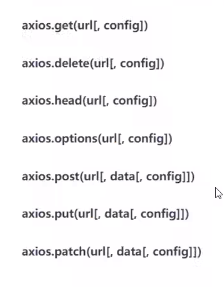 axios.get(url[, config])
axios.delete(url[, config])
axios.head(url[, config])
axios.options(url[, config])
axios.post(url[, data[, config]])
axios.put(url[, data[, config]])
axios.patch(url[, data[, config]])